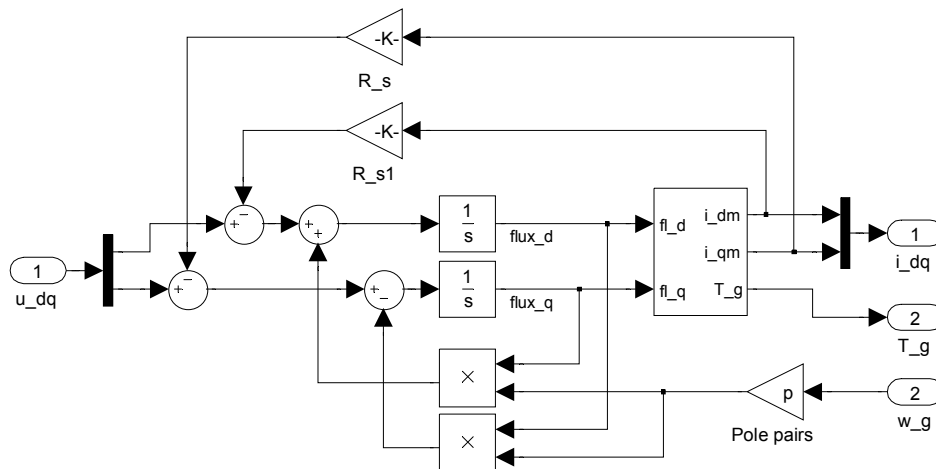 -K-
R_s
-K-
R_s1
1
u_dq
+
−
+
−
+
+
+
−
1
s
flux_d
1
s
flux_q
fl_d
fl_q
i_dm
i_qm
T_g
1
i_dq
2
T_g
×
×
p
Pole pairs
2
w_g